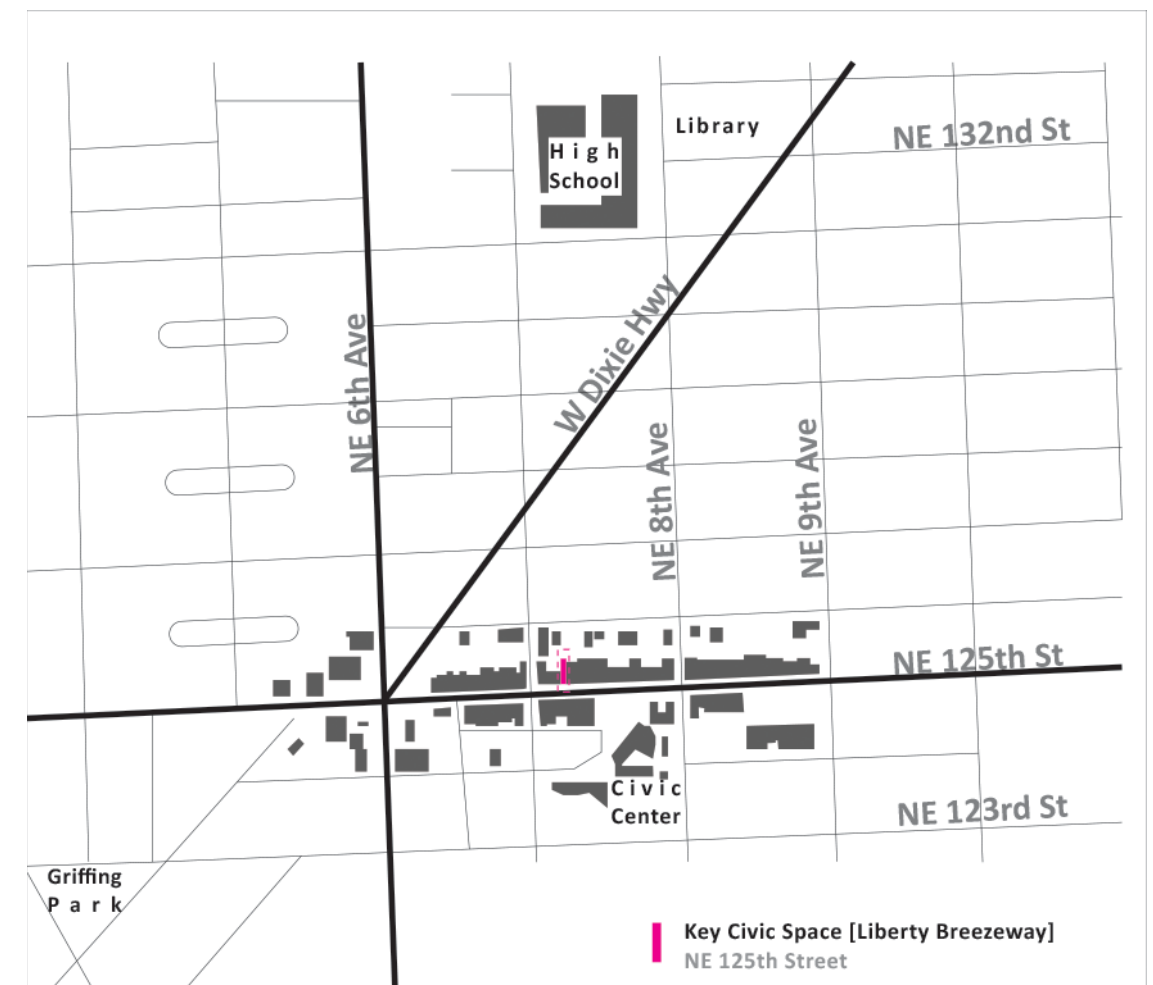 Library
NE 132nd St
High
School
W Dixie Hwy
NE 6th Ave
NE 8th Ave
NE 9th Ave
NE 125th St
Civic
Center
NE 123rd St
Griffing
Park
Key Civic Space [Liberty Breezeway]
NE 125th Street